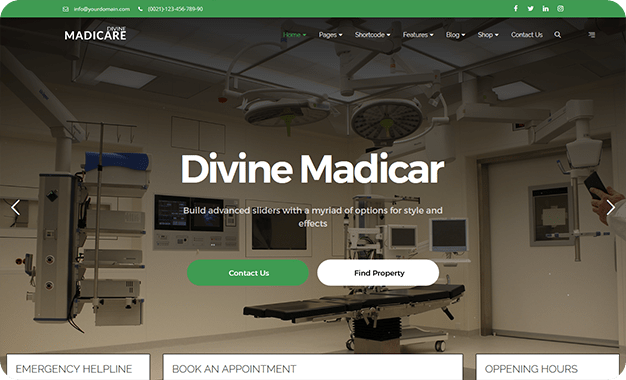 info@yourdomain.com (0021)-123-456-789-90
DIVINE
MADICARE
Home Pages Shortcode Features Blog Shop Contact Us
Divine Madicar
Build advanced sliders with a myriad of options for style and
effects
Contact Us Find Property
EMERGENCY HELPLINE BOOK AN APPOINTMENT OPPENING HOURS